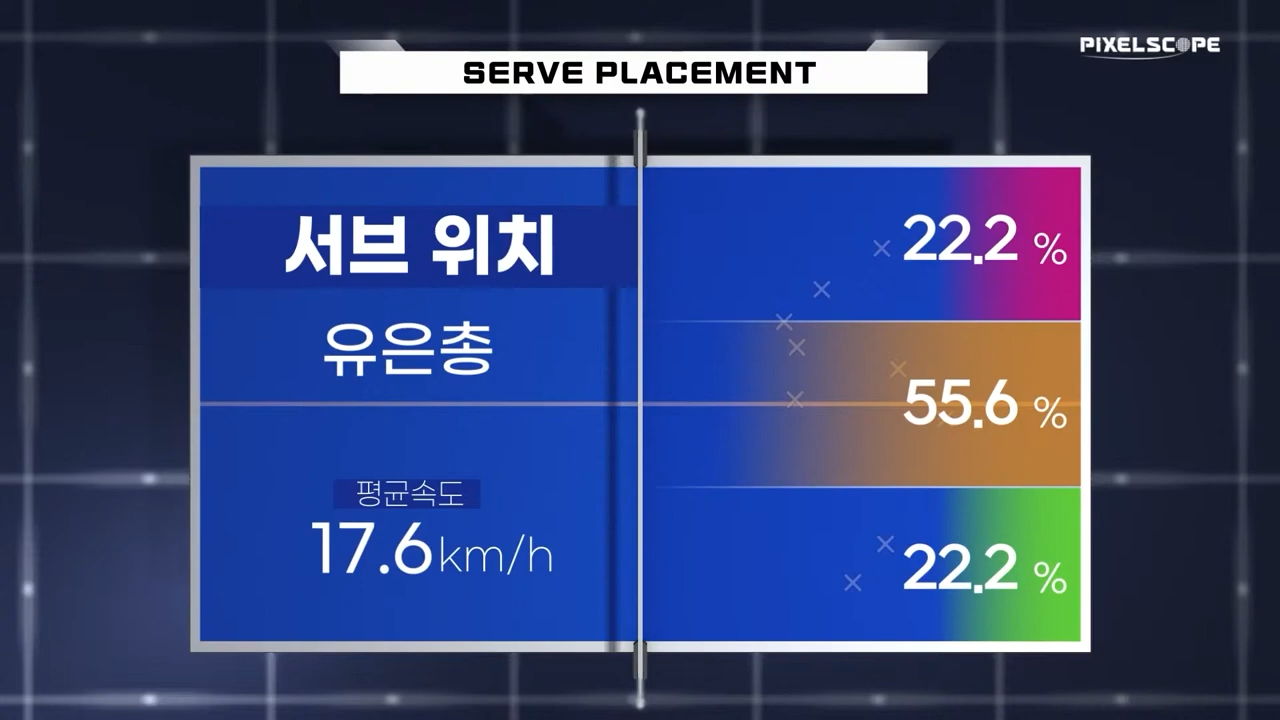 PIXELSCOPE
SERVE PLACEMENT
서브 위치
유은총
평균속도
17.6km/h
22.2 %
55.6 %
22.2 %